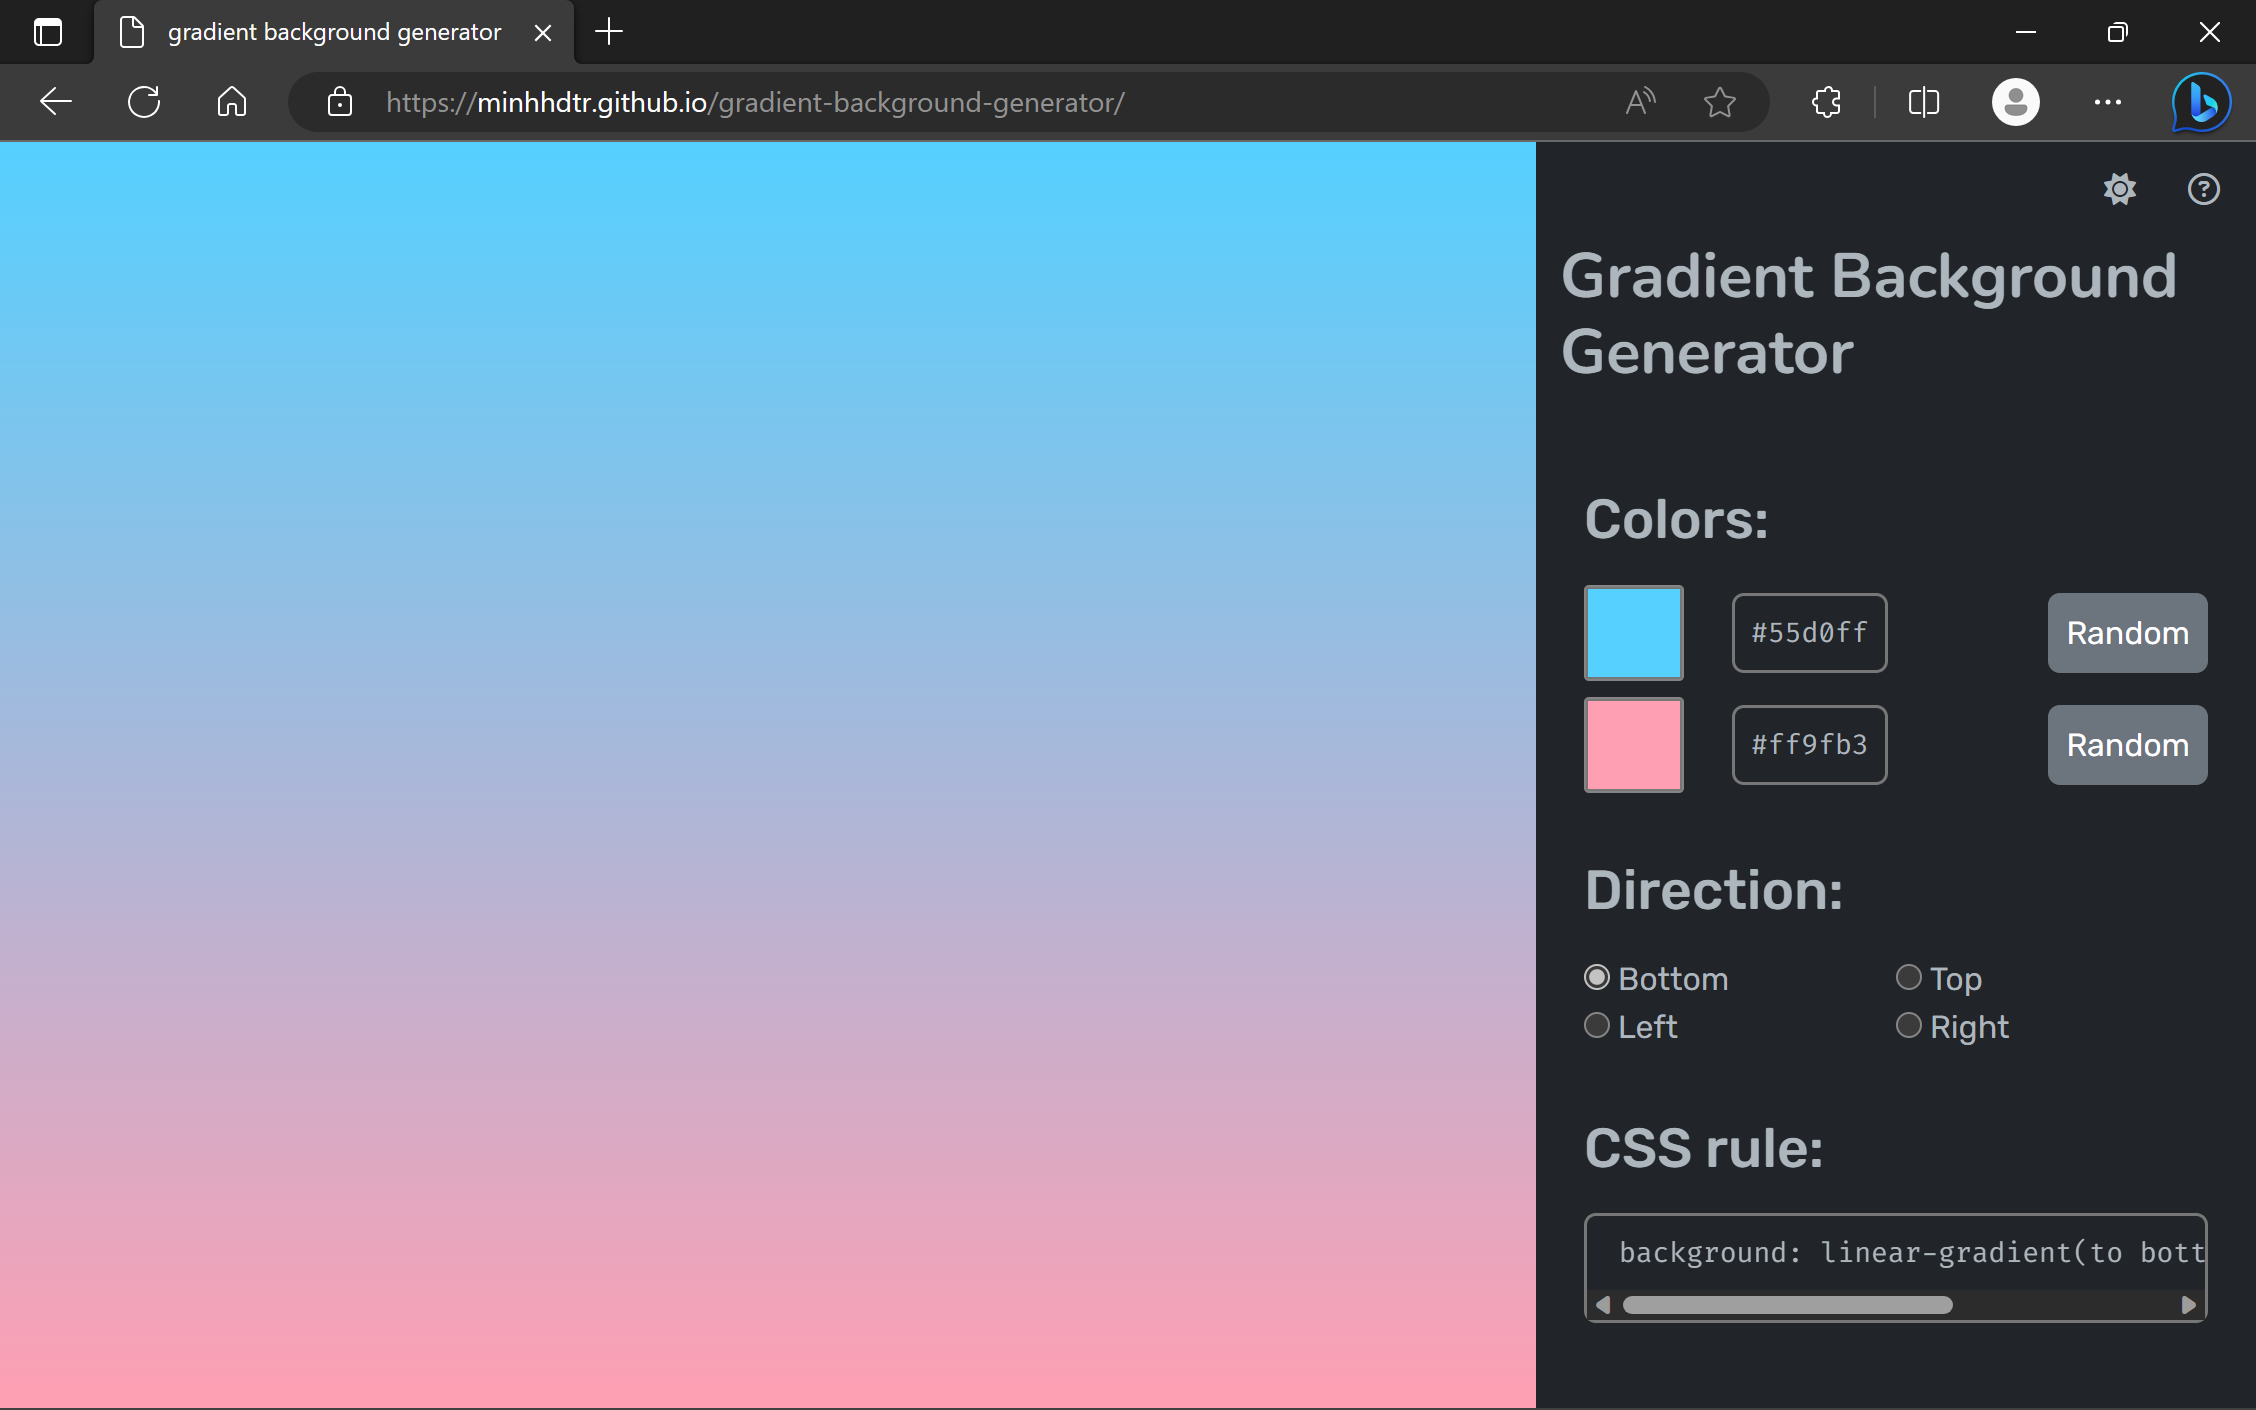 gradient background generator
https://minhhdtr.github.io/gradient-background-generator/
Gradient Background
Generator
Colors:
#55d0ff Random
#ff9fb3 Random
Direction:
Bottom Top
Left Right
CSS rule:
background: linear-gradient(to bott